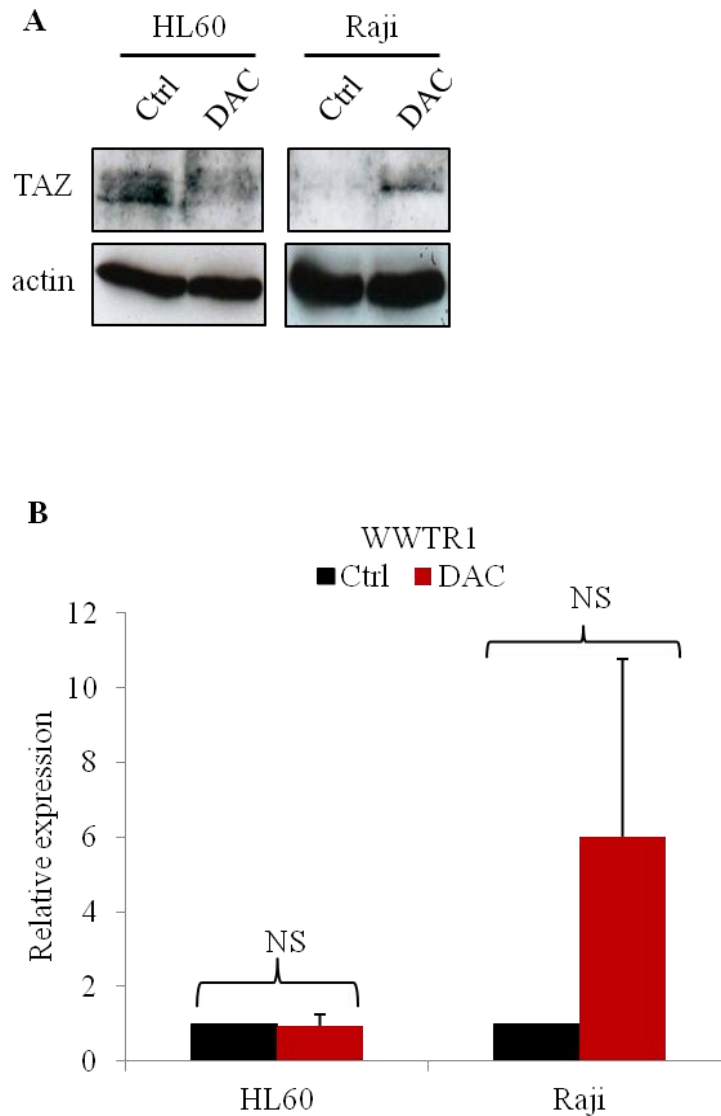 A
HL60 Raji
Ctrl DAC Ctrl DAC
TAZ
actin
B
WWTR1
Ctrl DAC
NS
NS
12
10
8
6
4
2
0
Relative expression
HL60 Raji